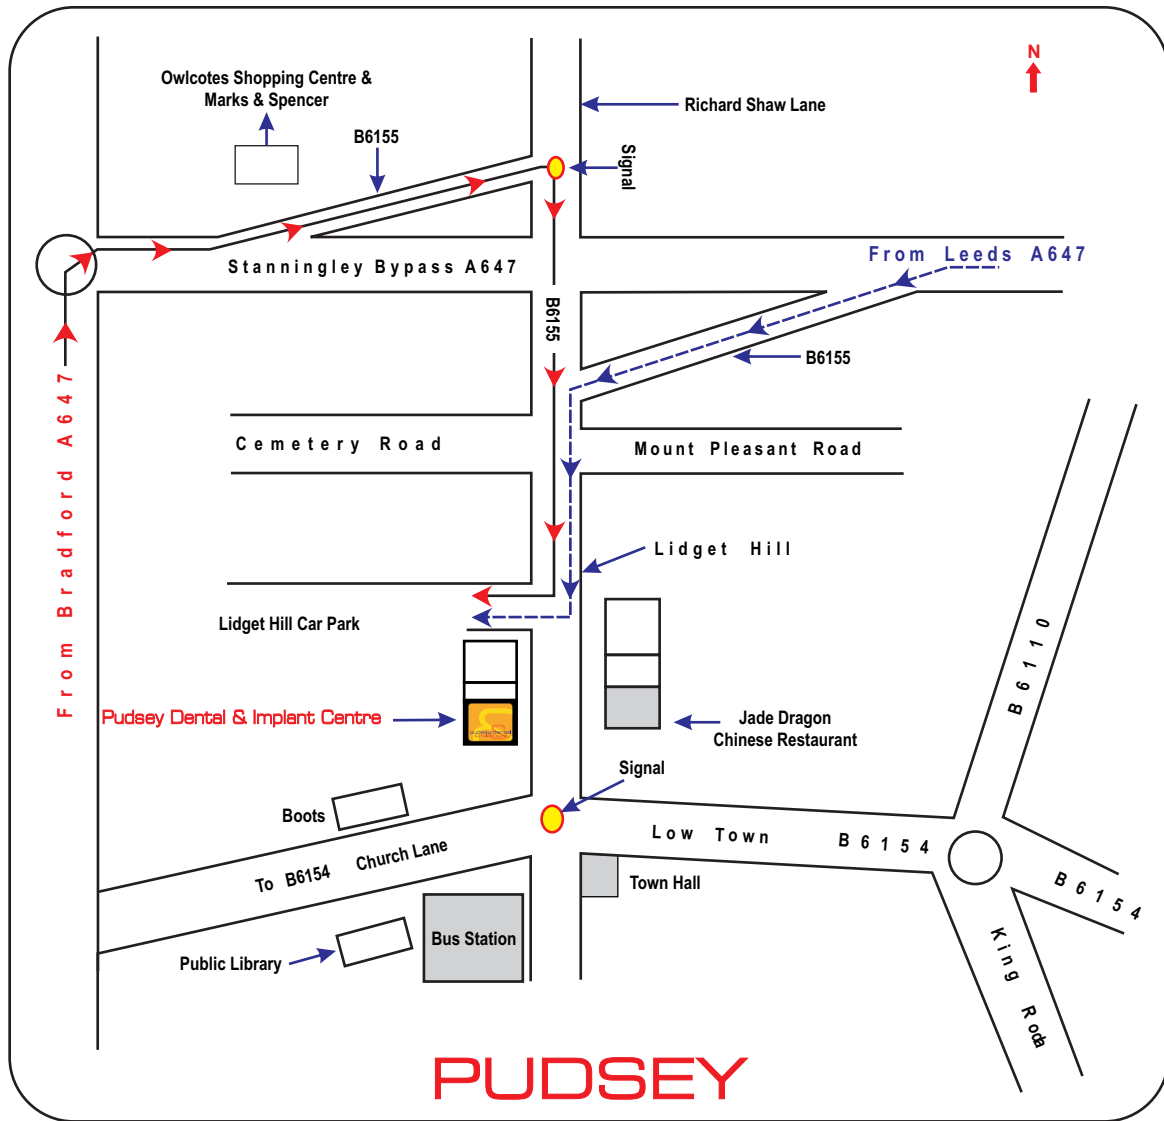 N
Owlcotes Shopping Centre &
Marks & Spencer
Richard Shaw Lane
B6155
Signal
From Leeds A647
Stanningley Bypass A647
B6155
B6155
From Bradford A647
Cemetery Road
Mount Pleasant Road
Lidget Hill
Lidget Hill Car Park
B6110
Pudsey Dental & Implant Centre
pudseydental
Jade Dragon
Chinese Restaurant
Signal
Boots
Low Town
B6154
Church Lane
To B6154
Town Hall
B6154
Bus Station
King Roda
Public Library
PUDSEY